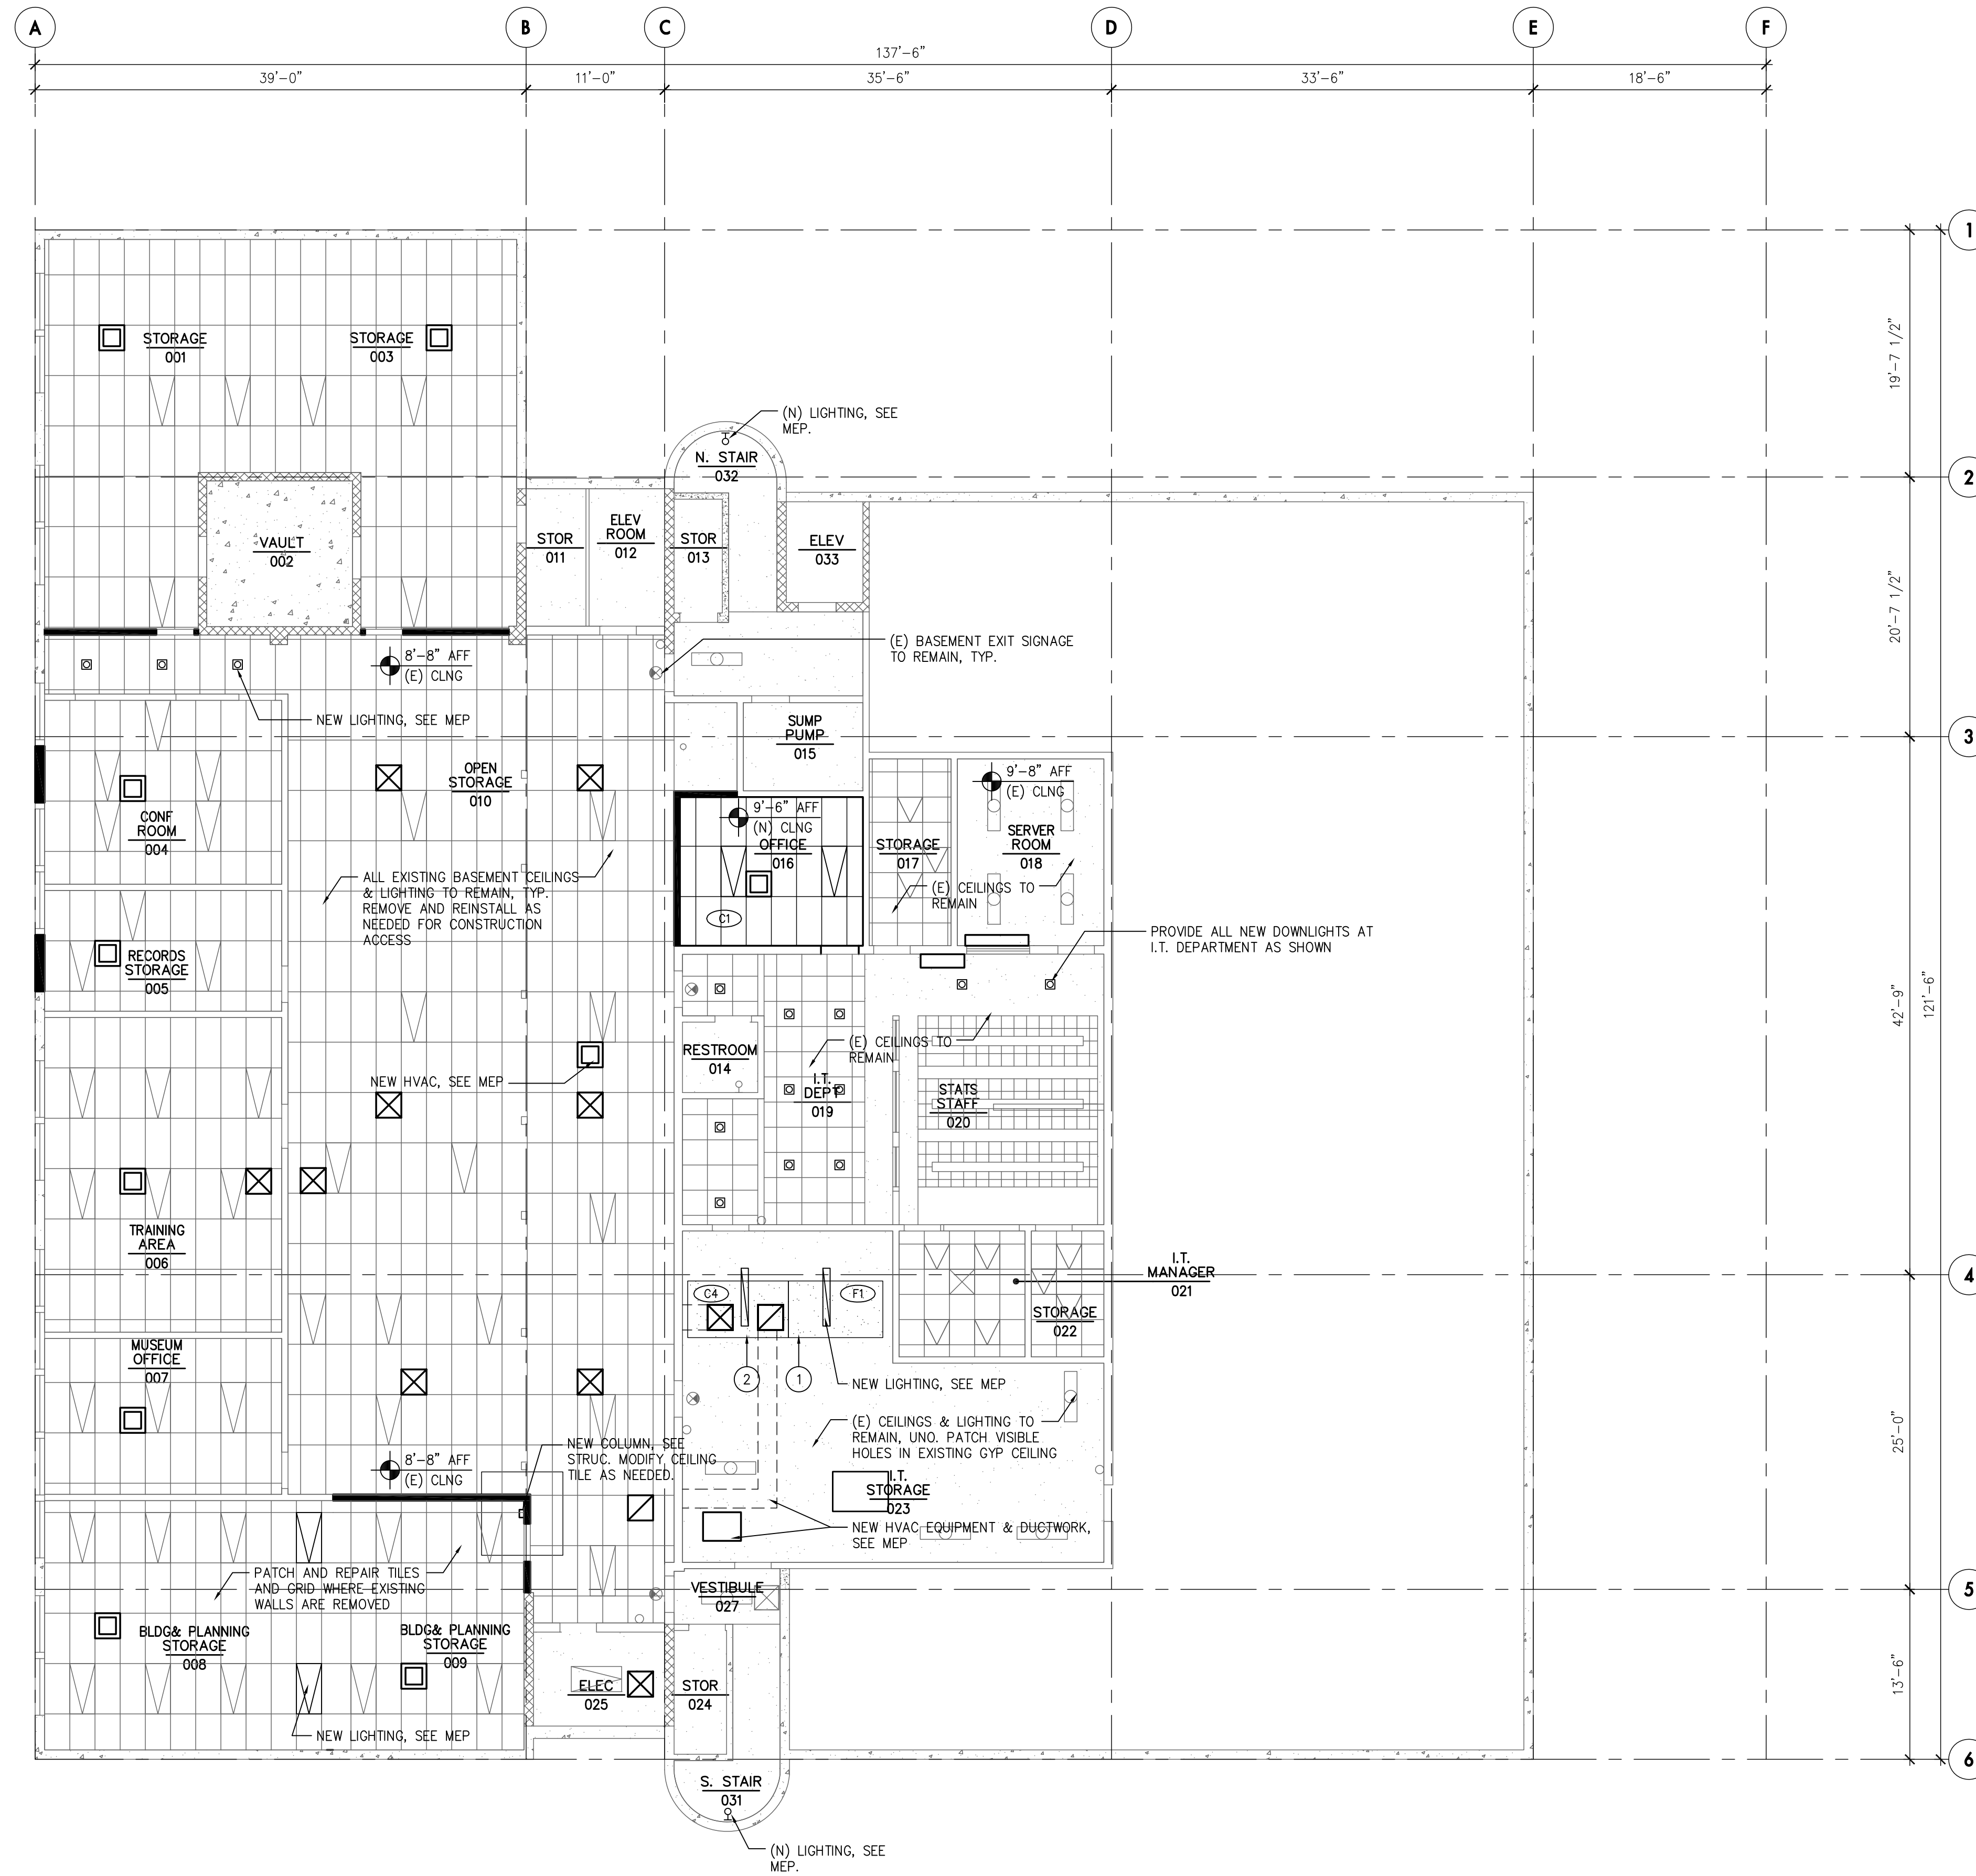 A
B
C
D
E
F
137'-6"
39'-0"
11'-0"
35'-6"
33'-6"
18'-6"
1
19'-7 1/2"
STORAGE
001
STORAGE
003
(N) LIGHTING, SEE
MEP.
N. STAIR
032
2
VAULT
002
STOR
011
ELEV
ROOM
012
STOR
013
ELEV
033
20'-7 1/2"
8'-8" AFF
(E) CLNG
(E) BASEMENT EXIT SIGNAGE
TO REMAIN, TYP.
NEW LIGHTING, SEE MEP
SUMP
PUMP
015
3
OPEN
STORAGE
010
CONF
ROOM
004
9'-6" AFF
(N) CLNG
OFFICE
016
C1
STORAGE
017
9'-8" AFF
(E) CLNG
SERVER
ROOM
018
(E) CEILINGS TO
REMAIN
ALL EXISTING BASEMENT CEILINGS
& LIGHTING TO REMAIN, TYP.
REMOVE AND REINSTALL AS
NEEDED FOR CONSTRUCTION
ACCESS
PROVIDE ALL NEW DOWNLIGHTS AT
I.T. DEPARTMENT AS SHOWN
RECORDS
STORAGE
005
42'-9"
121'-6"
RESTROOM
014
(E) CEILINGS TO
REMAIN
NEW HVAC, SEE MEP
I.T.
DEPT
019
STATS
STAFF
020
TRAINING
AREA
006
I.T.
MANAGER
021
4
C4
F1
STORAGE
022
MUSEUM
OFFICE
007
2
1
NEW LIGHTING, SEE MEP
(E) CEILINGS & LIGHTING TO
REMAIN, UNO. PATCH VISIBLE
HOLES IN EXISTING GYP CEILING
25'-0"
8'-8" AFF
(E) CLNG
NEW COLUMN, SEE
STRUC. MODIFY CEILING
TILE AS NEEDED.
I.T.
STORAGE
023
NEW HVAC EQUIPMENT & DUCTWORK,
SEE MEP
PATCH AND REPAIR TILES
AND GRID WHERE EXISTING
WALLS ARE REMOVED
VESTIBULE
027
5
BLDG& PLANNING
STORAGE
008
BLDG& PLANNING
STORAGE
009
ELEC
025
STOR
024
13'-6"
NEW LIGHTING, SEE MEP
6
S. STAIR
031
(N) LIGHTING, SEE
MEP.